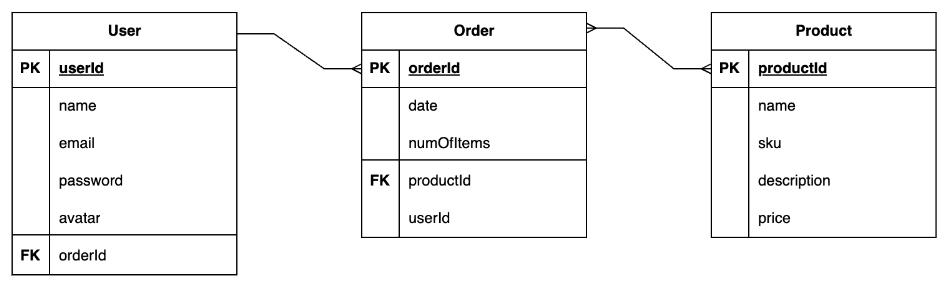 User
PK userId
name
email
password
avatar
FK orderId
Order
PK orderId
date
numOfItems
FK productId
userId
Product
PK productId
name
sku
description
price